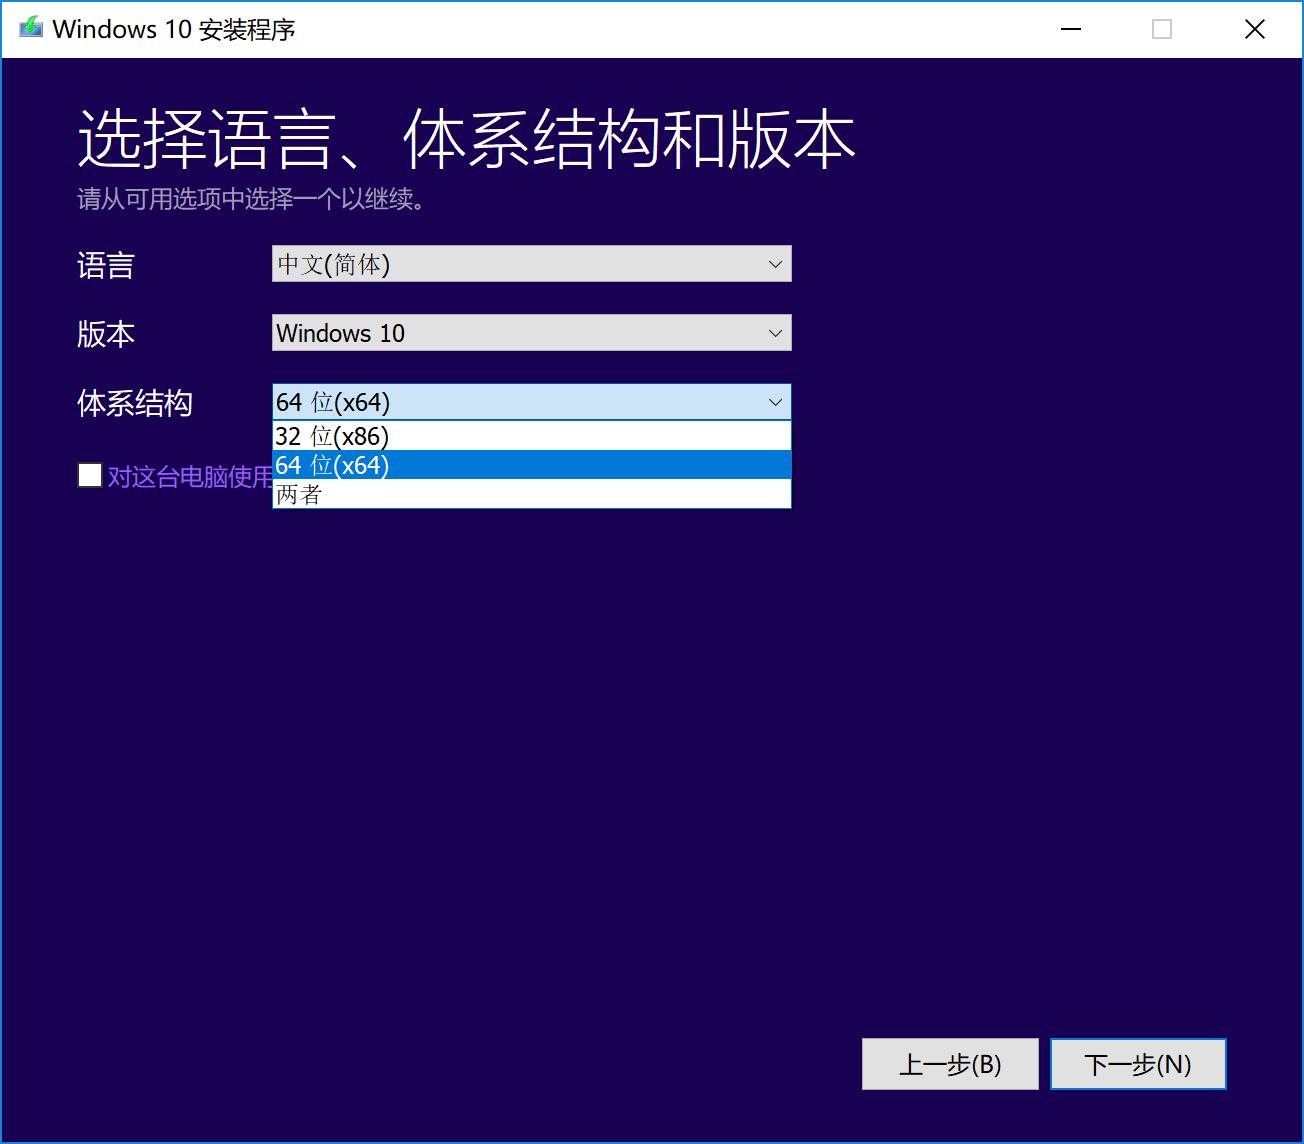 Windows 10 安装程序
选择语言、体系结构和版本
请从可用选项中选择一个以继续。
语言
中文(简体)
版本
Windows 10
体系结构
64 位(x64)
32 位(x86)
64 位(x64)
两者
对这台电脑使用
上一步(B)
下一步(N)